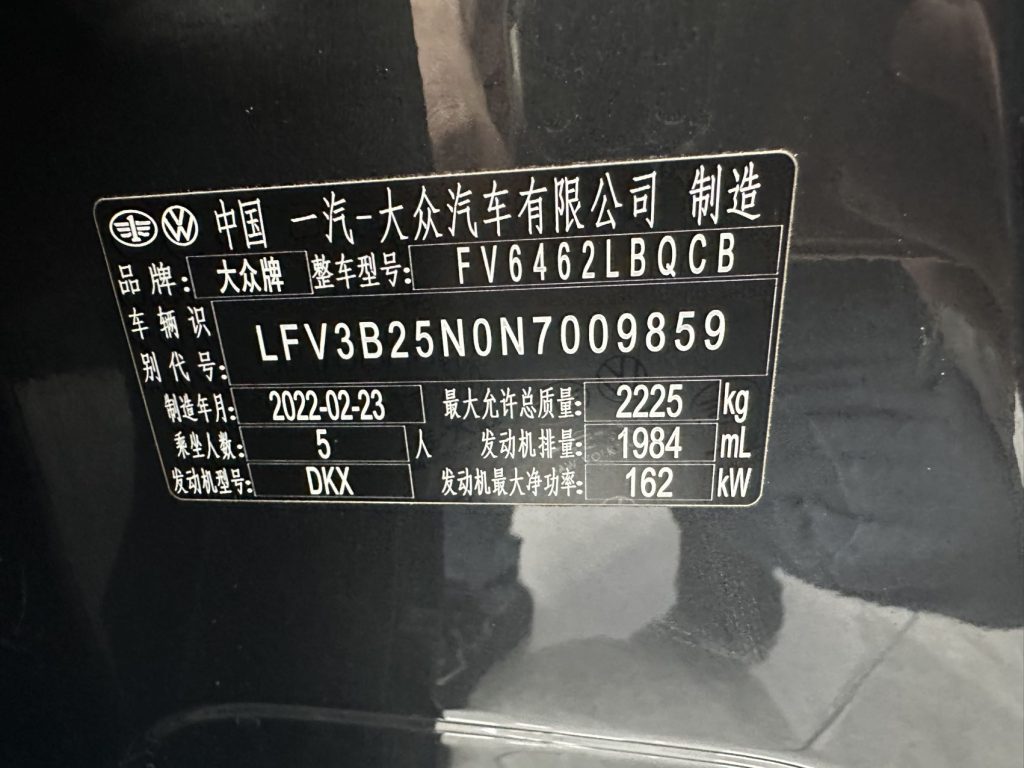 中国 一汽-大众汽车有限公司 制造
品牌: 大众牌 整车型号: FV6462LBQCB
车辆识别代号: LFV3B25N0N7009859
制造年月: 2022-02-23 最大允许总质量: 2225 kg
乘坐人数: 5 人 发动机排量: 1984 mL
发动机型号: DKX 发动机最大净功率: 162 kW